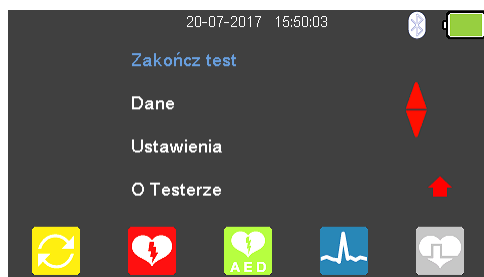 20-07-2017 15:50:03
Zakończ test
Dane
Ustawienia
O Testerze
AED